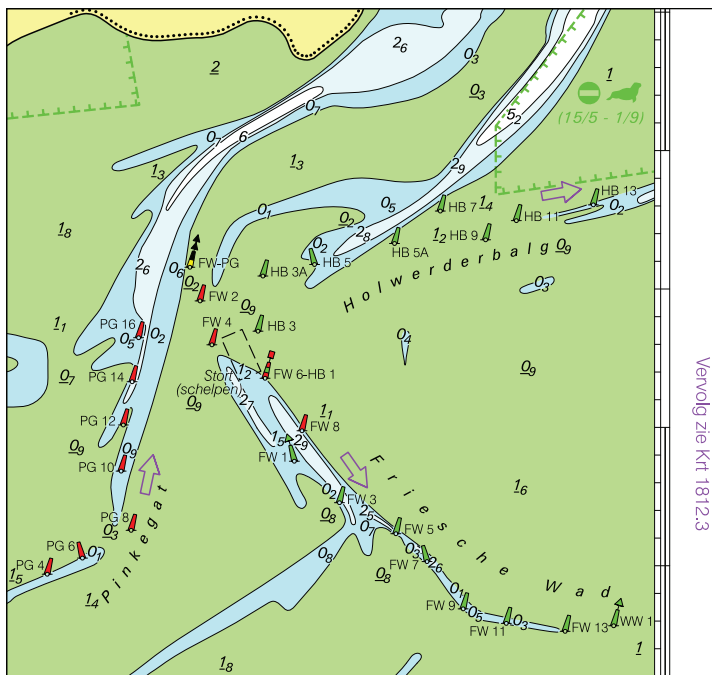 2₆
0₃
2
0₃
1
(15/5 - 1/9)
0₇
0₇
6
5₂
1₃
1₃
2₉
HB 13
0₅
HB 7
1₄
0₁
0₂
0₂
HB 11
1₈
2₈
1₂
HB 9
HB 5A
0₂
0₉
2₆
0₆
FW-PG
HB 5
HB 3A
Holwerderbalg
0₂
0₃
FW 2
0₉
1₁
PG 16
0₂
FW 4
HB 3
0₅
0₄
Stort
(schelpen)
1₂
FW 6-HB 1
0₇
PG 14
0₉
Vervolg zie Krt 1812.3
0₉
2₇
1₁
PG 12
FW 8
0₉
1₅
2₉
0₉
FW 1
PG 10
Friesche Wad
1₆
0₂
FW 3
0₈
2₅
PG 8
0₃
0₇
FW 5
Pinkegat
PG 6
0₁
0₈
0₃
2₆
FW 7
PG 4
1₅
0₈
0₁
1₄
FW 9
0₅
FW 11
0₃
FW 13
WW 1
1₈
1